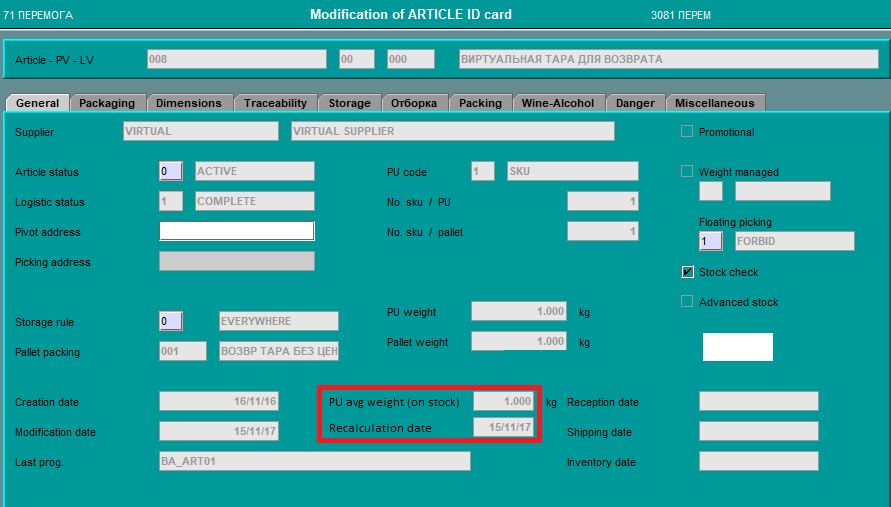 71 ПЕРЕМОГА Modification of ARTICLE ID card 3081 ПЕРЕМ
Article - PV - LV 008 00 000 ВИРТУАЛЬНАЯ ТАРА ДЛЯ ВОЗВРАТА
General Packaging Dimensions Traceability Storage Отборка Packing Wine-Alcohol Danger Miscellaneous
Supplier VIRTUAL VIRTUAL SUPPLIER Promotional
Article status 0 ACTIVE PU code 1 SKU Weight managed
Logistic status 1 COMPLETE No. sku / PU 1
Pivot address No. sku / pallet 1 Floating picking
1 FORBID
Picking address Stock check
Advanced stock
Storage rule 0 EVERYWHERE PU weight 1.000 kg
Pallet packing 001 ВОЗВР ТАРА БЕЗ ЦЕН Pallet weight 1.000 kg
Creation date 16/11/16 PU avg weight (on stock) 1.000 kg Reception date
Modification date 15/11/17 Recalculation date 15/11/17 Shipping date
Last prog. BA_ART01 Inventory date